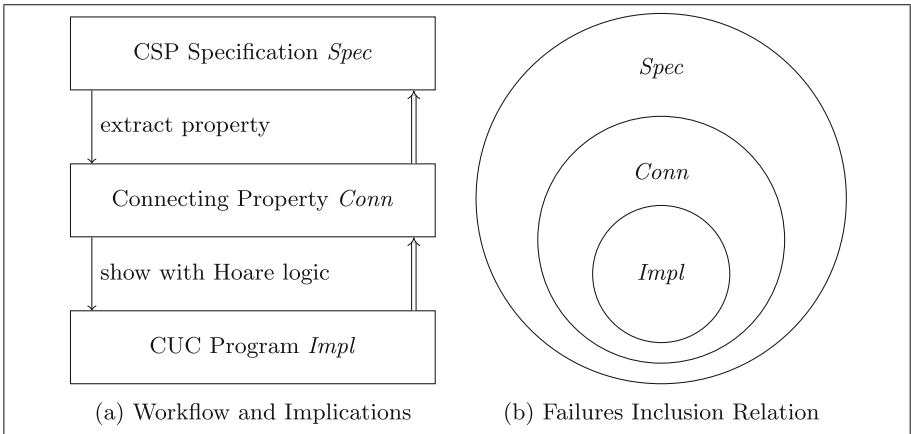 CSP Specification Spec
extract property
Connecting Property Conn
show with Hoare logic
CUC Program Impl
(a) Workflow and Implications
Spec
Conn
Impl
(b) Failures Inclusion Relation